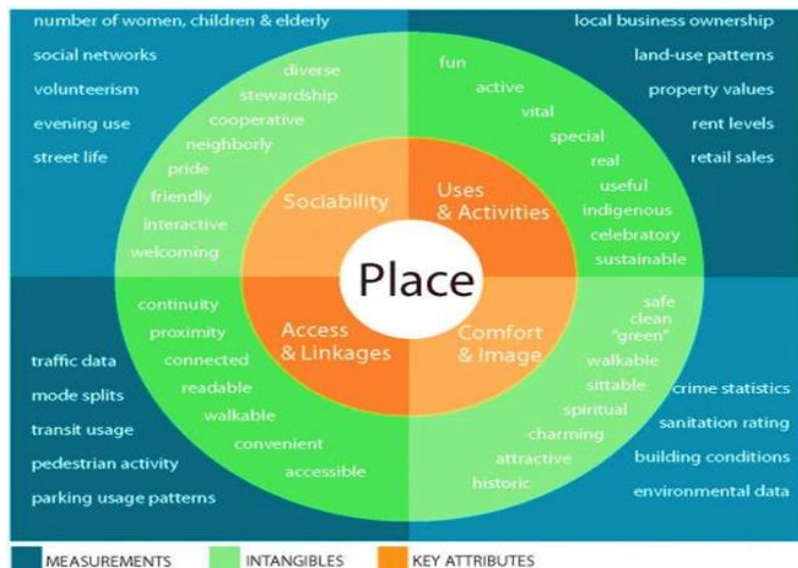 number of women, children & elderly
social networks
volunteerism
evening use
street life
diverse
stewardship
cooperative
neighborly
pride
friendly
interactive
welcoming
Sociability
fun
active
vital
special
real
useful
indigenous
celebratory
sustainable
Uses
& Activities
local business ownership
land-use patterns
property values
rent levels
retail sales
Place
continuity
proximity
connected
readable
walkable
convenient
accessible
Access
& Linkages
traffic data
mode splits
transit usage
pedestrian activity
parking usage patterns
Comfort
& Image
safe
clean
"green"
walkable
sittable
spiritual
charming
attractive
historic
crime statistics
sanitation rating
building conditions
environmental data
MEASUREMENTS
INTANGIBLES
KEY ATTRIBUTES